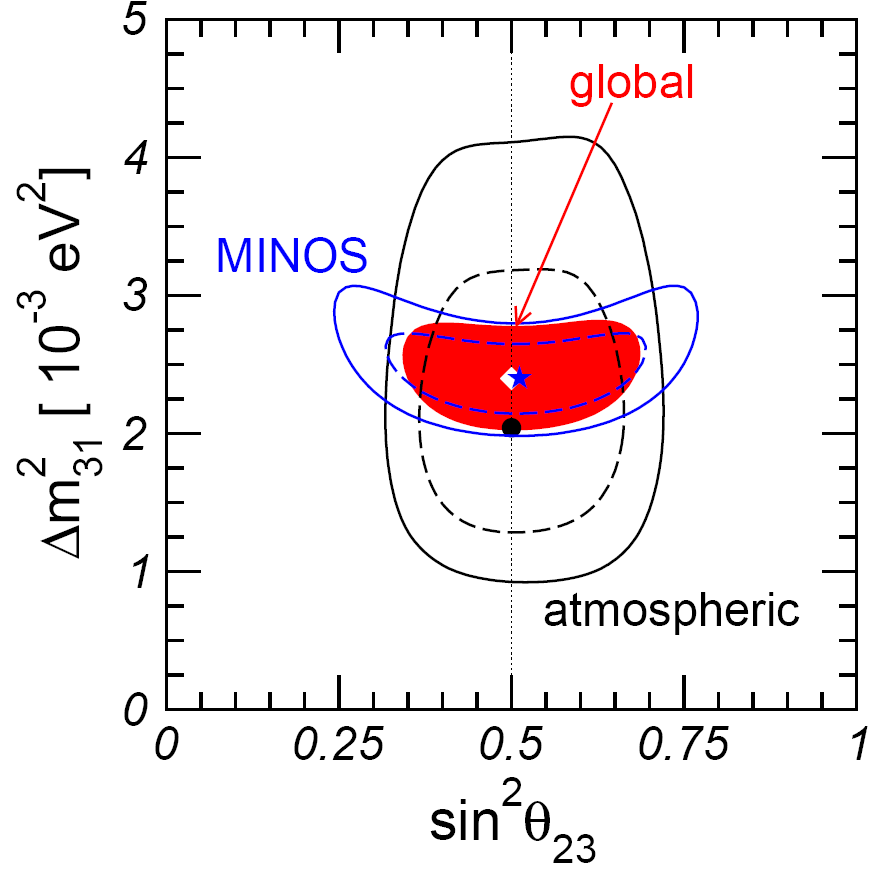 5
global
4
MINOS
3
2
1
atmospheric
0
0 0.25 0.5 0.75 1
Δm²₃₁ [ 10⁻³ eV²]
sin²θ₂₃